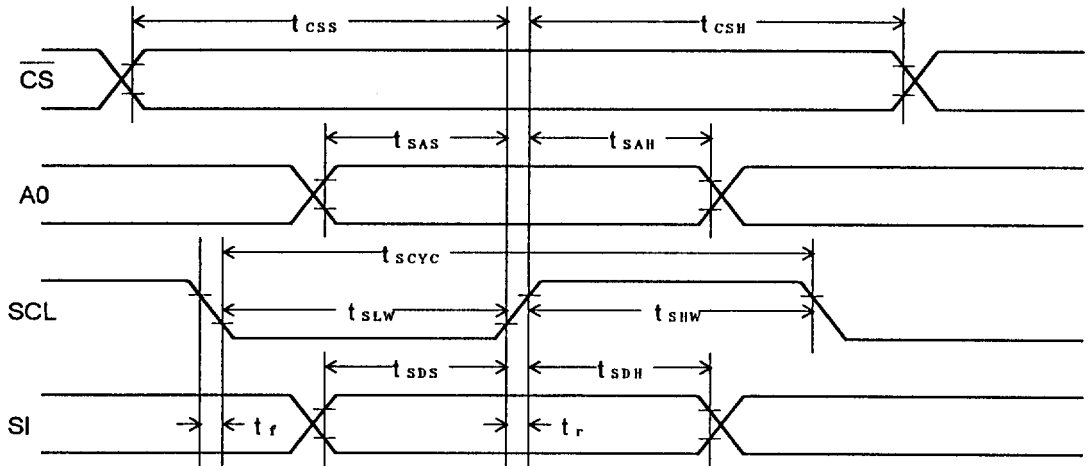 tCSS tCSH
CS
tSAS tSAH
A0
tSCYC
SCL tSLW tSHW
tSDS tSDH
SI tf tr